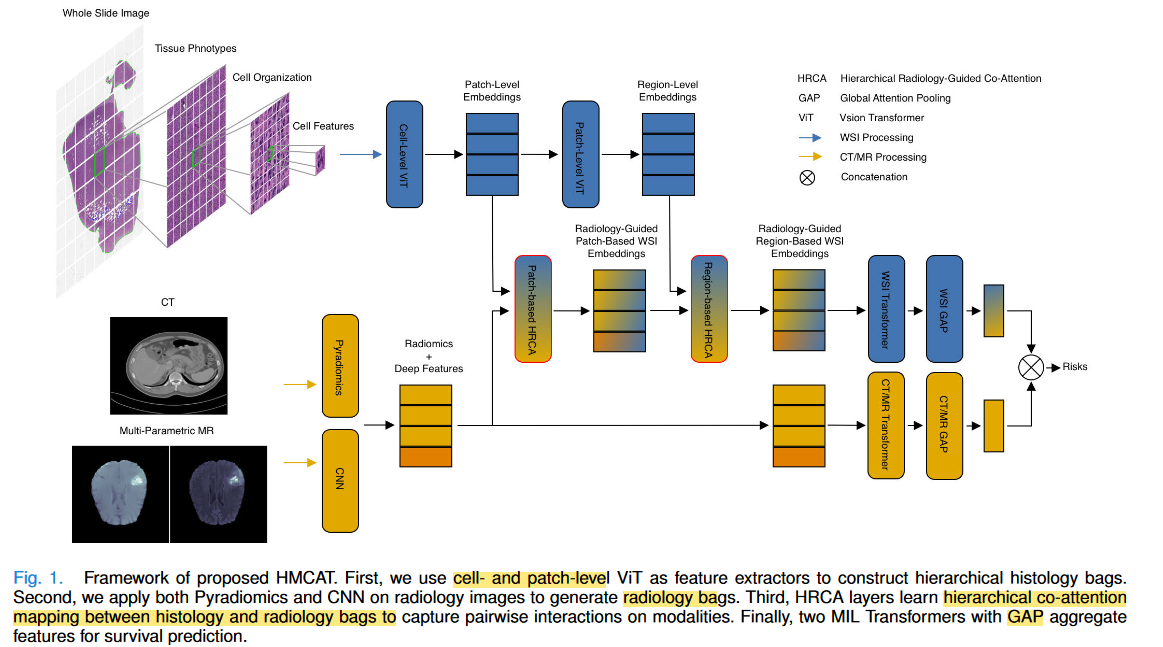 Whole Slide Image
Tissue Phnotypes
Cell Organization
Cell Features
Cell-Level ViT
Patch-Level
Embeddings
Patch-Level ViT
Region-Level
Embeddings
HRCA Hierarchical Radiology-Guided Co-Attention
GAP Global Attention Pooling
ViT Vsion Transformer
WSI Processing
CT/MR Processing
Concatenation
Patch-based HRCA
Radiology-Guided
Patch-Based WSI
Embeddings
Region-based HRCA
Radiology-Guided
Region-Based WSI
Embeddings
WSI Transformer
WSI GAP
Risks
CT
Multi-Parametric MR
Pyradiomics
CNN
Radiomics
+
Deep Features
CT/MR Transformer
CT/MR GAP
Fig. 1. Framework of proposed HMCAT. First, we use cell- and patch-level ViT as feature extractors to construct hierarchical histology bags.
Second, we apply both Pyradiomics and CNN on radiology images to generate radiology bags. Third, HRCA layers learn hierarchical co-attention
mapping between histology and radiology bags to capture pairwise interactions on modalities. Finally, two MIL Transformers with GAP aggregate
features for survival prediction.